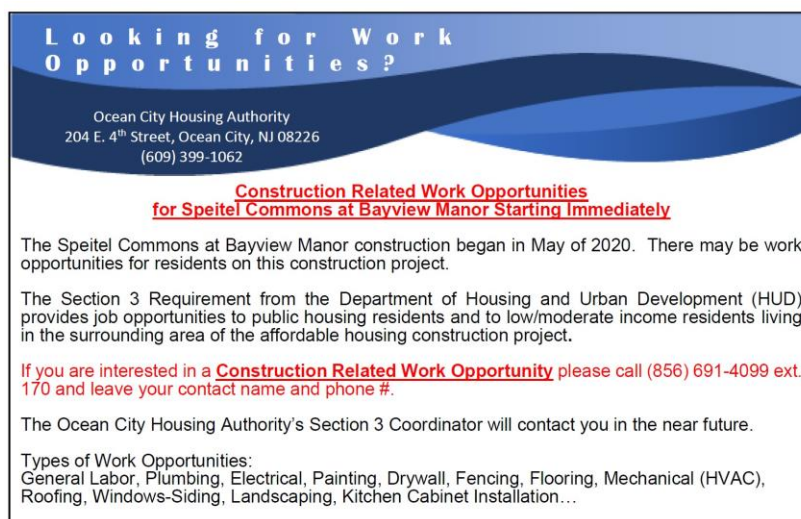 Looking for Work
Opportunities?
Ocean City Housing Authority
204 E. 4th Street, Ocean City, NJ 08226
(609) 399-1062
Construction Related Work Opportunities
for Speitel Commons at Bayview Manor Starting Immediately
The Speitel Commons at Bayview Manor construction began in May of 2020.  There may be work
opportunities for residents on this construction project.
The Section 3 Requirement from the Department of Housing and Urban Development (HUD)
provides job opportunities to public housing residents and to low/moderate income residents living
in the surrounding area of the affordable housing construction project.
If you are interested in a Construction Related Work Opportunity please call (856) 691-4099 ext.
170 and leave your contact name and phone #.
The Ocean City Housing Authority's Section 3 Coordinator will contact you in the near future.
Types of Work Opportunities:
General Labor, Plumbing, Electrical, Painting, Drywall, Fencing, Flooring, Mechanical (HVAC),
Roofing, Windows-Siding, Landscaping, Kitchen Cabinet Installation…